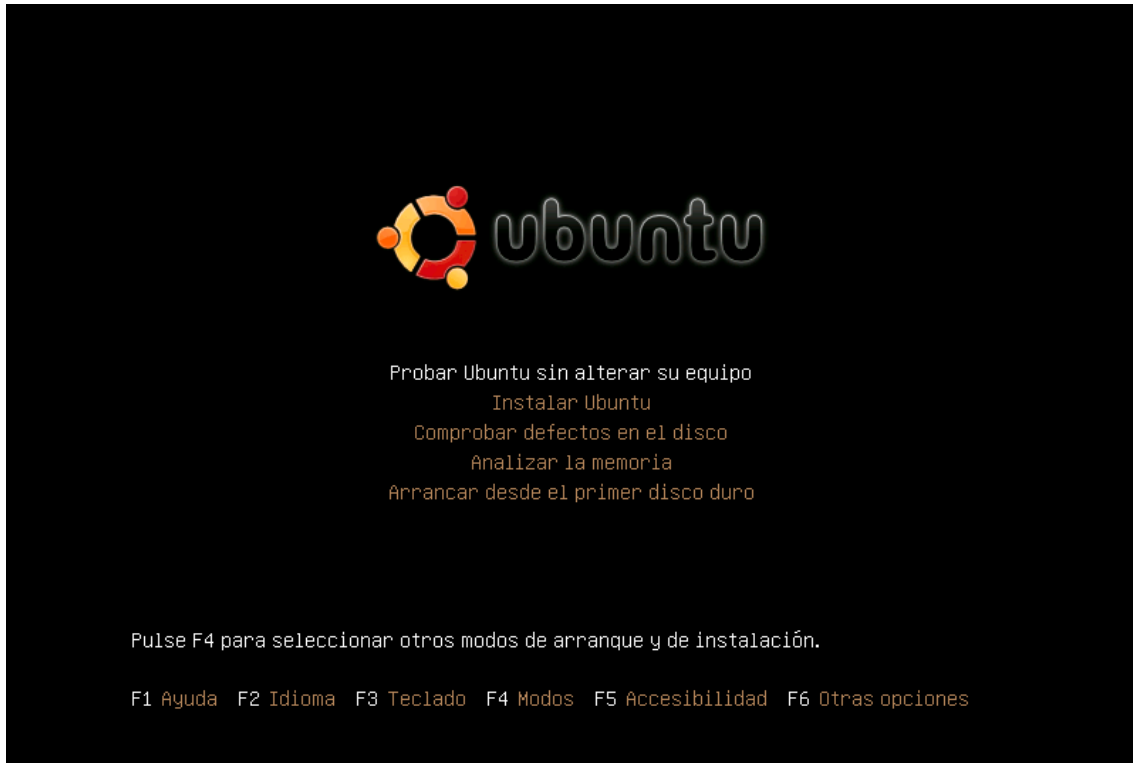 ubuntu
Probar Ubuntu sin alterar su equipo
Instalar Ubuntu
Comprobar defectos en el disco
Analizar la memoria
Arrancar desde el primer disco duro
Pulse F4 para seleccionar otros modos de arranque y de instalación.
F1 Ayuda F2 Idioma F3 Teclado F4 Modos F5 Accesibilidad F6 Otras opciones